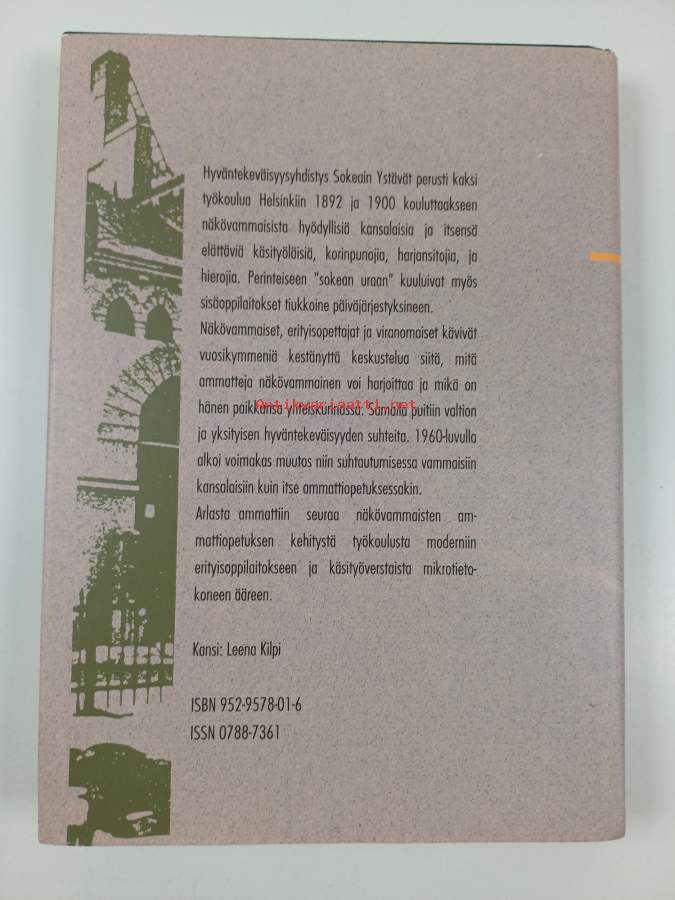 Hyväntekeväisyysyhdistys Sokeain Ystävät perusti kaksi
työkoulua Helsinkiin 1892 ja 1900 kouluttaakseen
näkövammaisista hyödyllisiä kansalaisia ja itsensä
elättäviä käsityöläisiä, korinpunojia, harjansitojia, ja
hierojia. Perinteiseen "sokean uraan" kuuluivat myös
sisäoppilaitokset tiukkoine päiväjärjestyksineen.
Näkövammaiset, erityisopettajat ja viranomaiset kävivät
vuosikymmeniä kestänyttä keskustelua siitä, mitä
ammatteja näkövammainen voi harjoittaa ja mikä on
hänen paikkansa yhteiskunnassa. Samalla puitiin valtion
Antikvariaatti.net
ja yksityisen hyväntekeväisyyden suhteita. 1960-luvulla
alkoi voimakas muutos niin suhtautumisessa vammaisiin
kansalaisiin kuin itse ammattiopetuksessakin.
Arlasta ammattiin seuraa näkövammaisten am-
mattiopetuksen kehitystä työkoulusta moderniin
erityisoppilaitokseen ja käsityöverstaista mikrotieto-
koneen ääreen.
Kansi: Leena Kilpi
ISBN 952-9578-01-6
ISSN 0788-7361